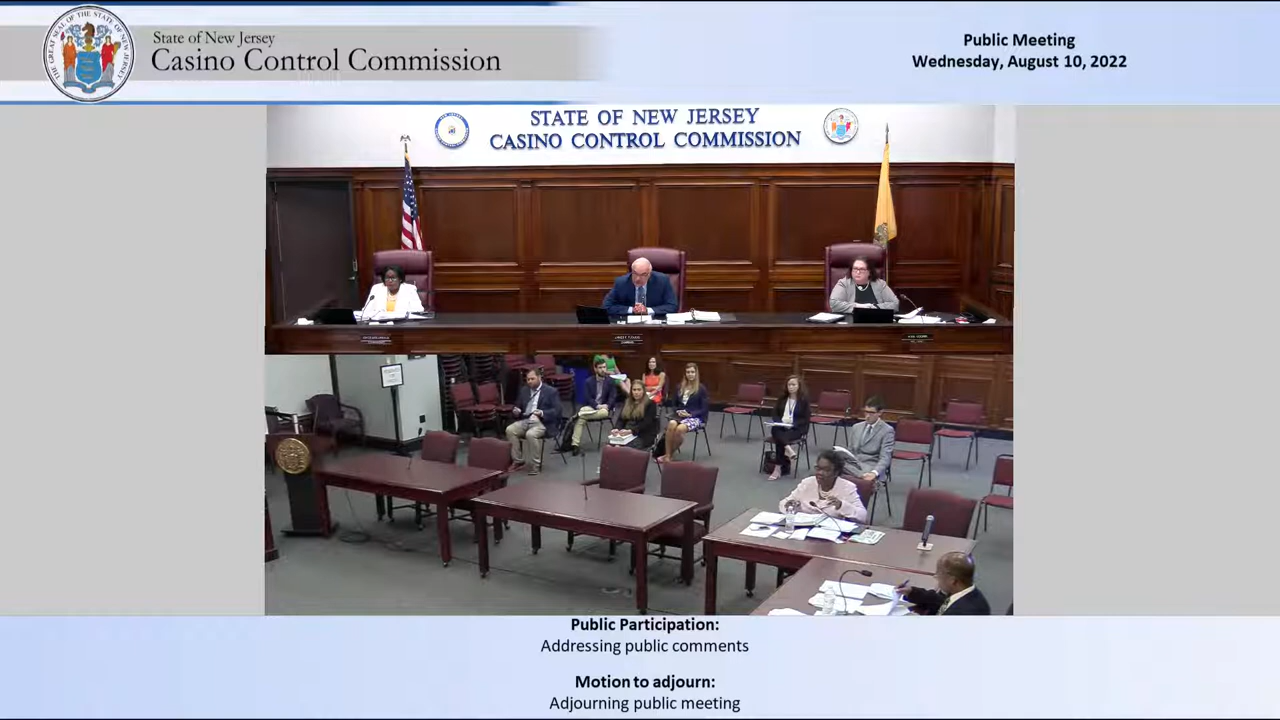 State of New Jersey
Casino Control Commission
Public Meeting
Wednesday, August 10, 2022
STATE OF NEW JERSEY
CASINO CONTROL COMMISSION
Public Participation:
Addressing public comments
Motion to adjourn:
Adjourning public meeting